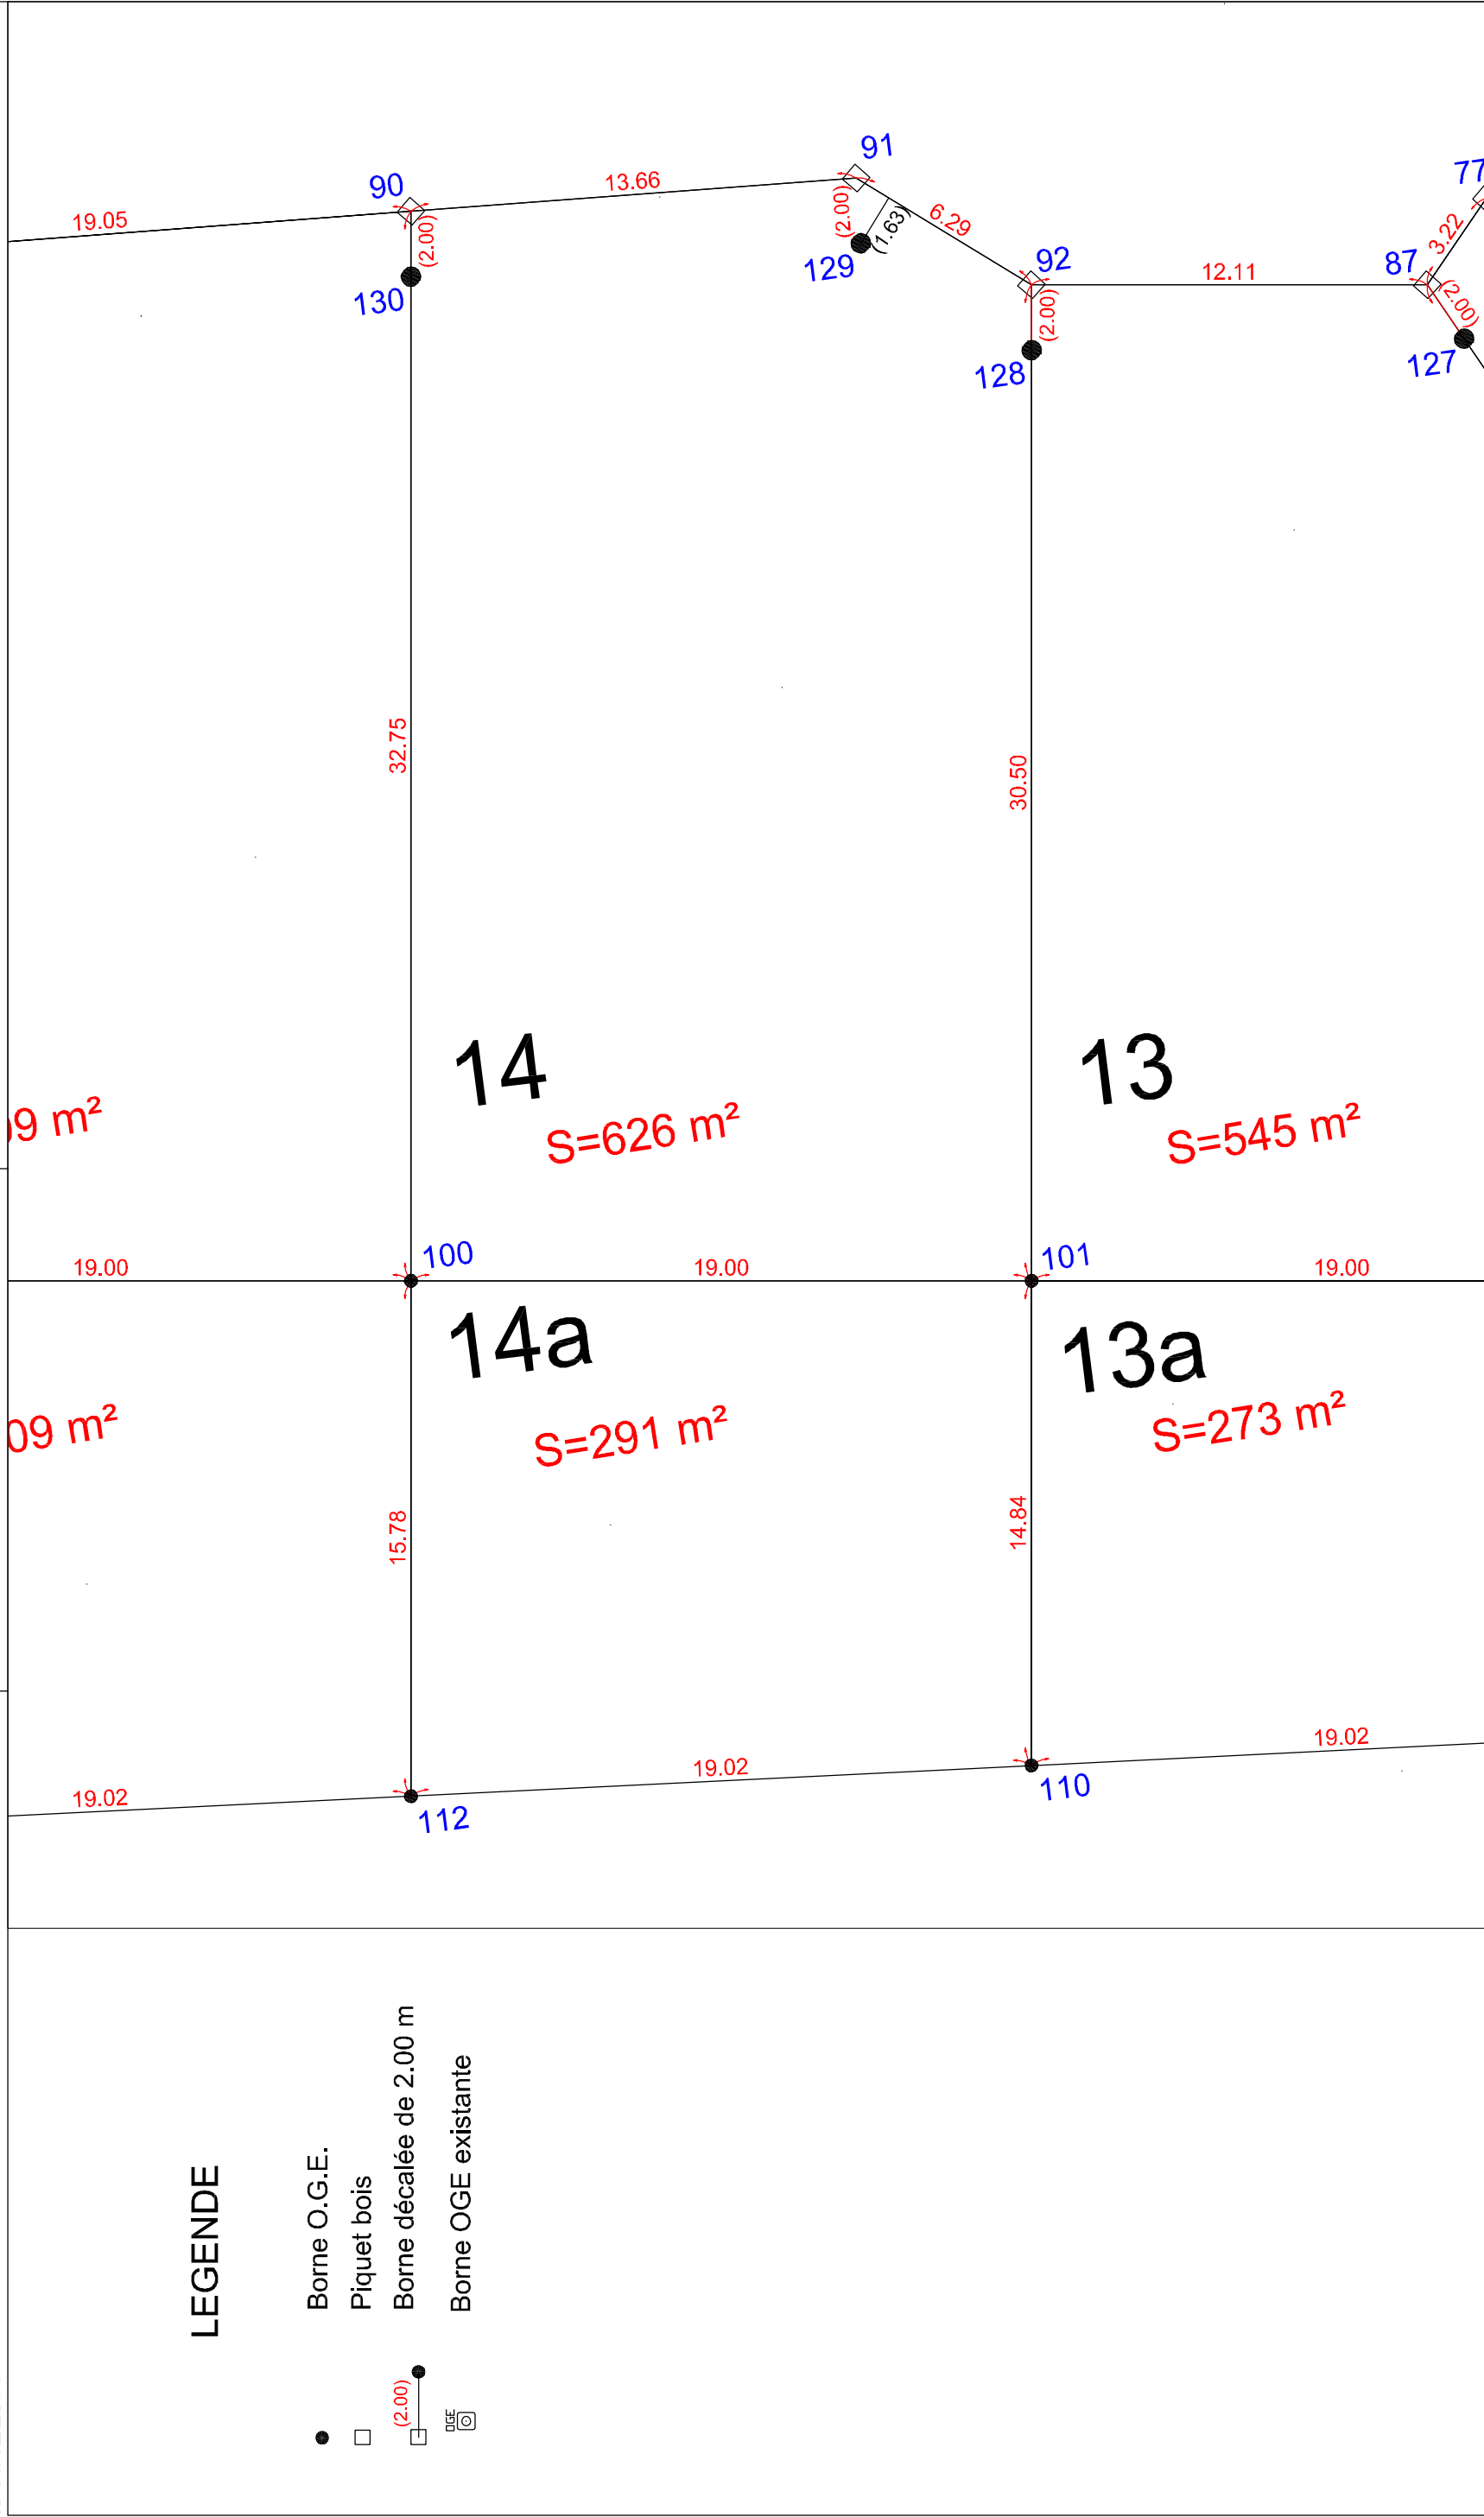 91
90
13.66
77
19.05
(2.00)
(2.00)
(1.63)
6.29
3.22
129
92
87
12.11
130
(2.00)
(2.00)
128
127
32.75
30.50
14
13
9 m²
S=626 m²
S=545 m²
100
101
19.00
19.00
19.00
14a
13a
09 m²
S=291 m²
S=273 m²
15.78
14.84
19.02
19.02
19.02
112
110
LEGENDE
Borne O.G.E.
Piquet bois
(2.00)
Borne décalée de 2.00 m
OGE
Borne OGE existante